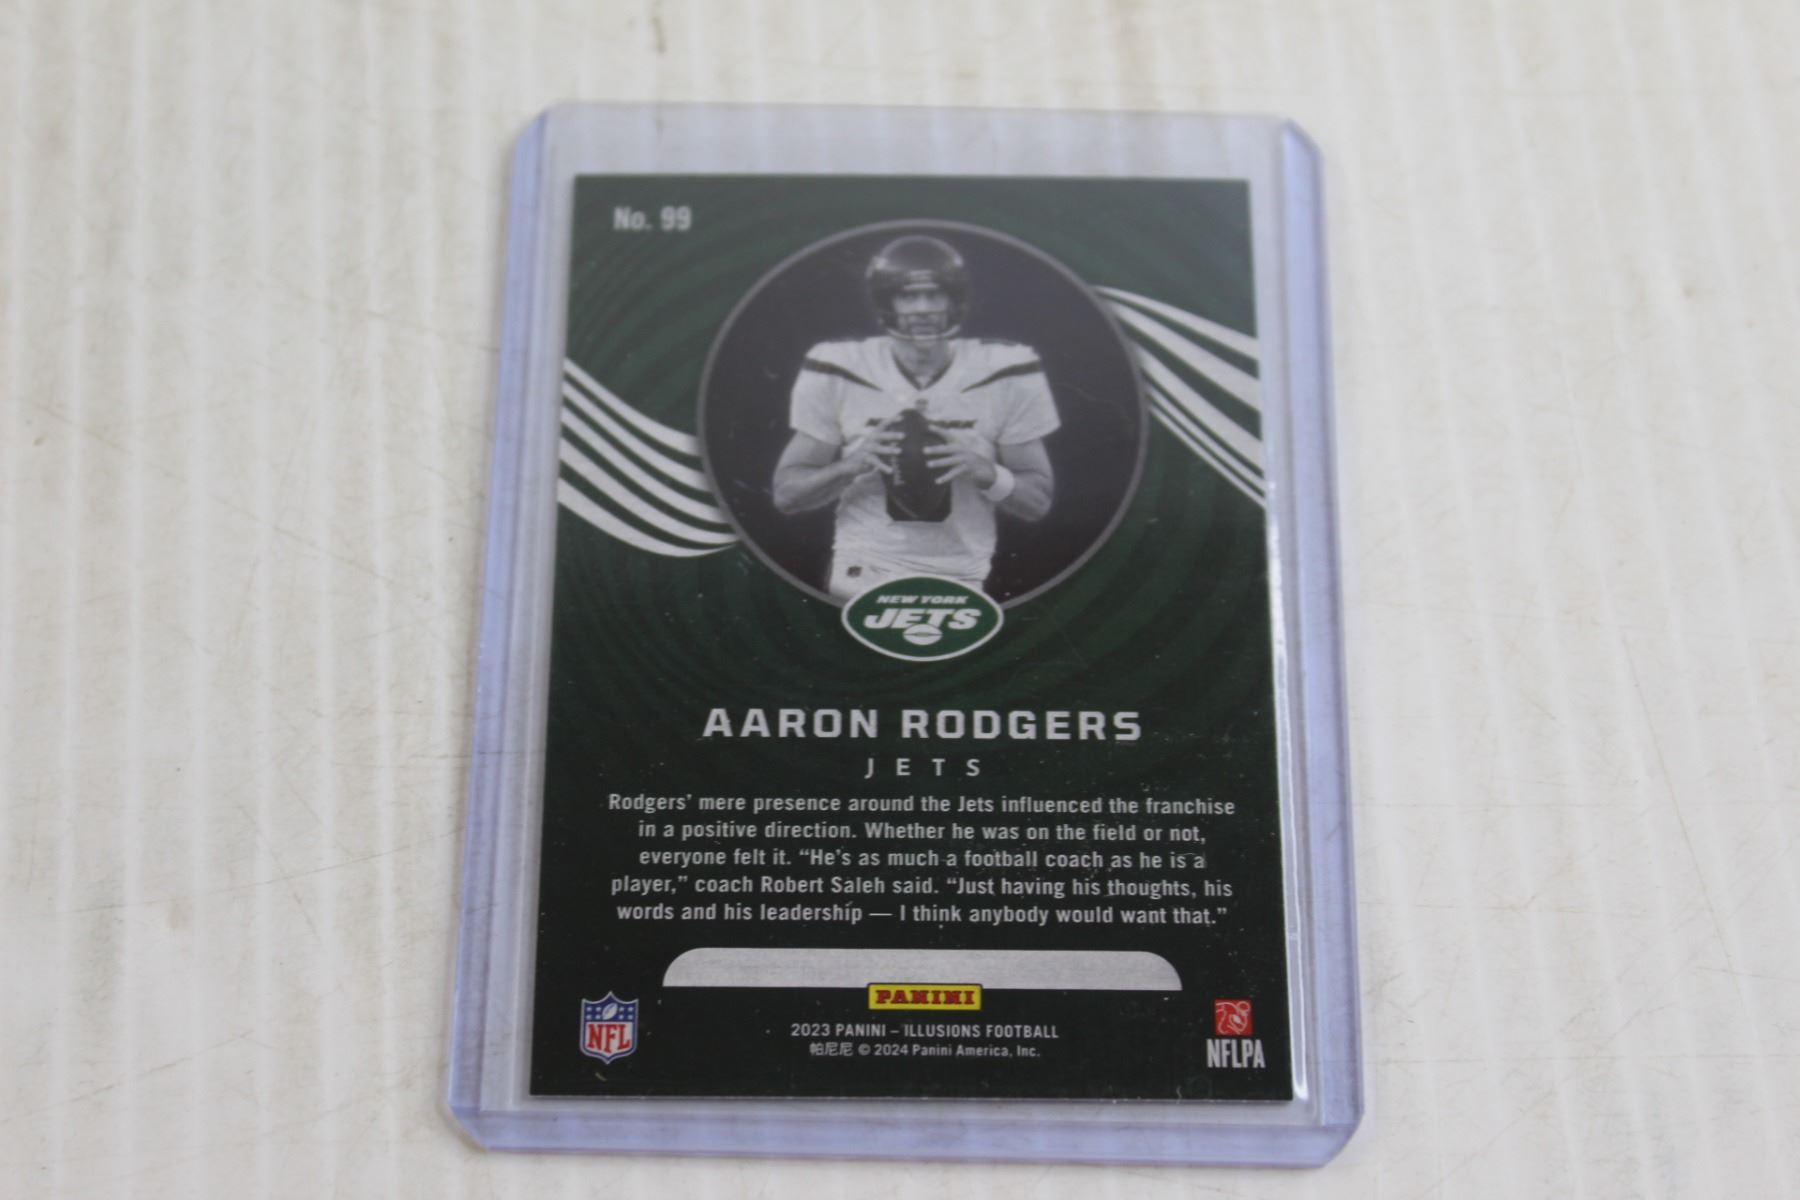 No. 99
NEW YORK
JETS
AARON RODGERS
JETS
Rodgers’ mere presence around the Jets influenced the franchise
in a positive direction. Whether he was on the field or not,
everyone felt it. “He’s as much a football coach as he is a
player,” coach Robert Saleh said. “Just having his thoughts, his
words and his leadership — I think anybody would want that.”
PANINI
NFL
2023 PANINI – ILLUSIONS FOOTBALL
帕尼尼 © 2024 Panini America, Inc.
NFLPA